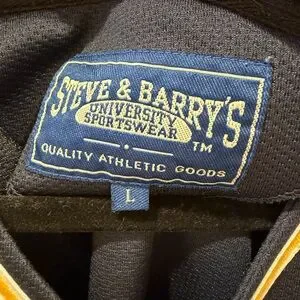 STEVE & BARRY'S
UNIVERSITY
SPORTSWEAR
TM
QUALITY ATHLETIC GOODS
L